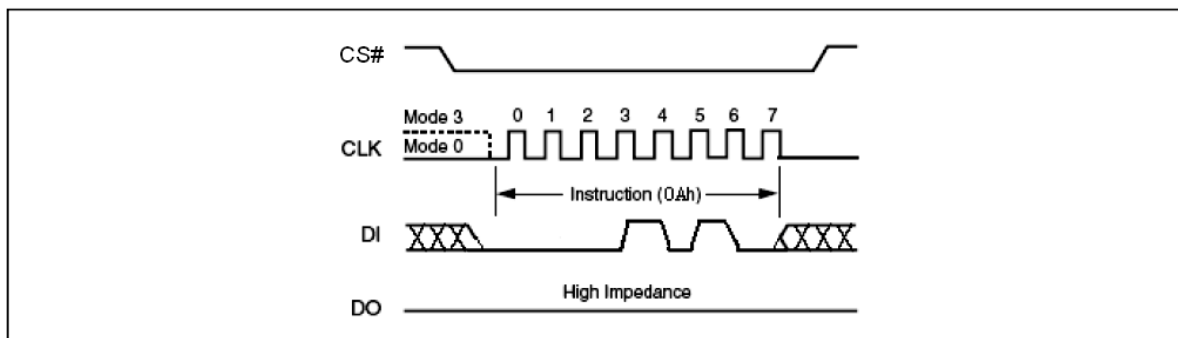 CS#
Mode 3 0 1 2 3 4 5 6 7
CLK Mode 0
Instruction (0Ah)
DI
High Impedance
DO